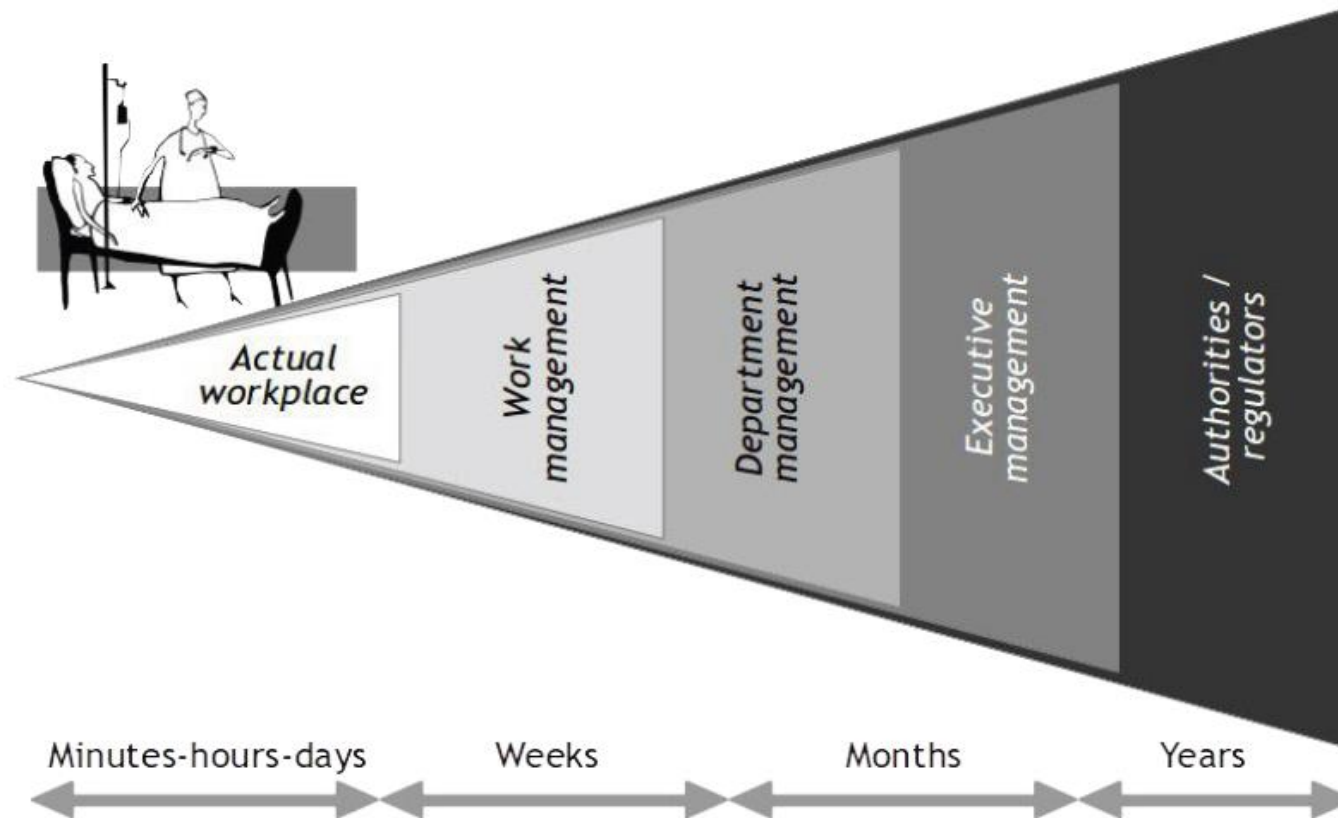 Actual
workplace
Work
management
Department
management
Executive
management
Authorities /
regulators
Minutes-hours-days
Weeks
Months
Years